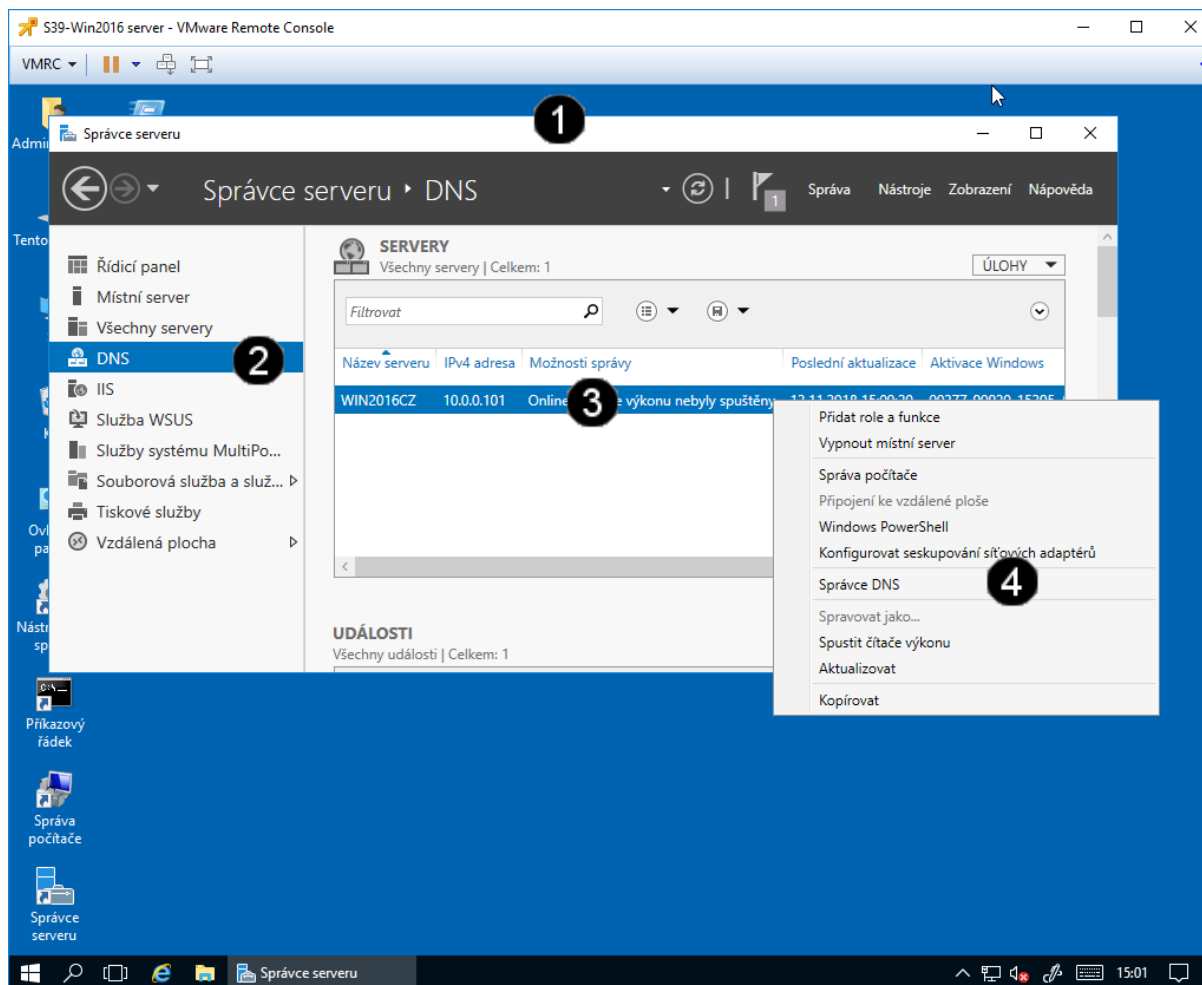 S39-Win2016 server - VMware Remote Console
VMRC
Admi
1
Správce serveru
Správce serveru • DNS
1
Správa Nástroje Zobrazení Nápověda
Tento
Řídicí panel
Místní server
Všechny servery
DNS
2
IIS
Služba WSUS
Služby systému MultiPo...
Souborová služba a služ...
Tiskové služby
Vzdálená plocha
SERVERY
Všechny servery | Celkem: 1
ÚLOHY
Filtrovat
Název serveru IPv4 adresa Možnosti správy Poslední aktualizace Aktivace Windows
WIN2016CZ 10.0.0.101 Online 3 výkonu nebyly spuštěny
Přidat role a funkce
Vypnout místní server
Správa počítače
Připojení ke vzdálené ploše
Windows PowerShell
Konfigurovat seskupování síťových adaptérů
Správce DNS
4
Spravovat jako...
Spustit čítače výkonu
Aktualizovat
Kopírovat
UDÁLOSTI
Všechny události | Celkem: 1
Ovl
pa
Nástr
sp
Příkazový
řádek
Správa
počítače
Správce
serveru
Správce serveru
15:01